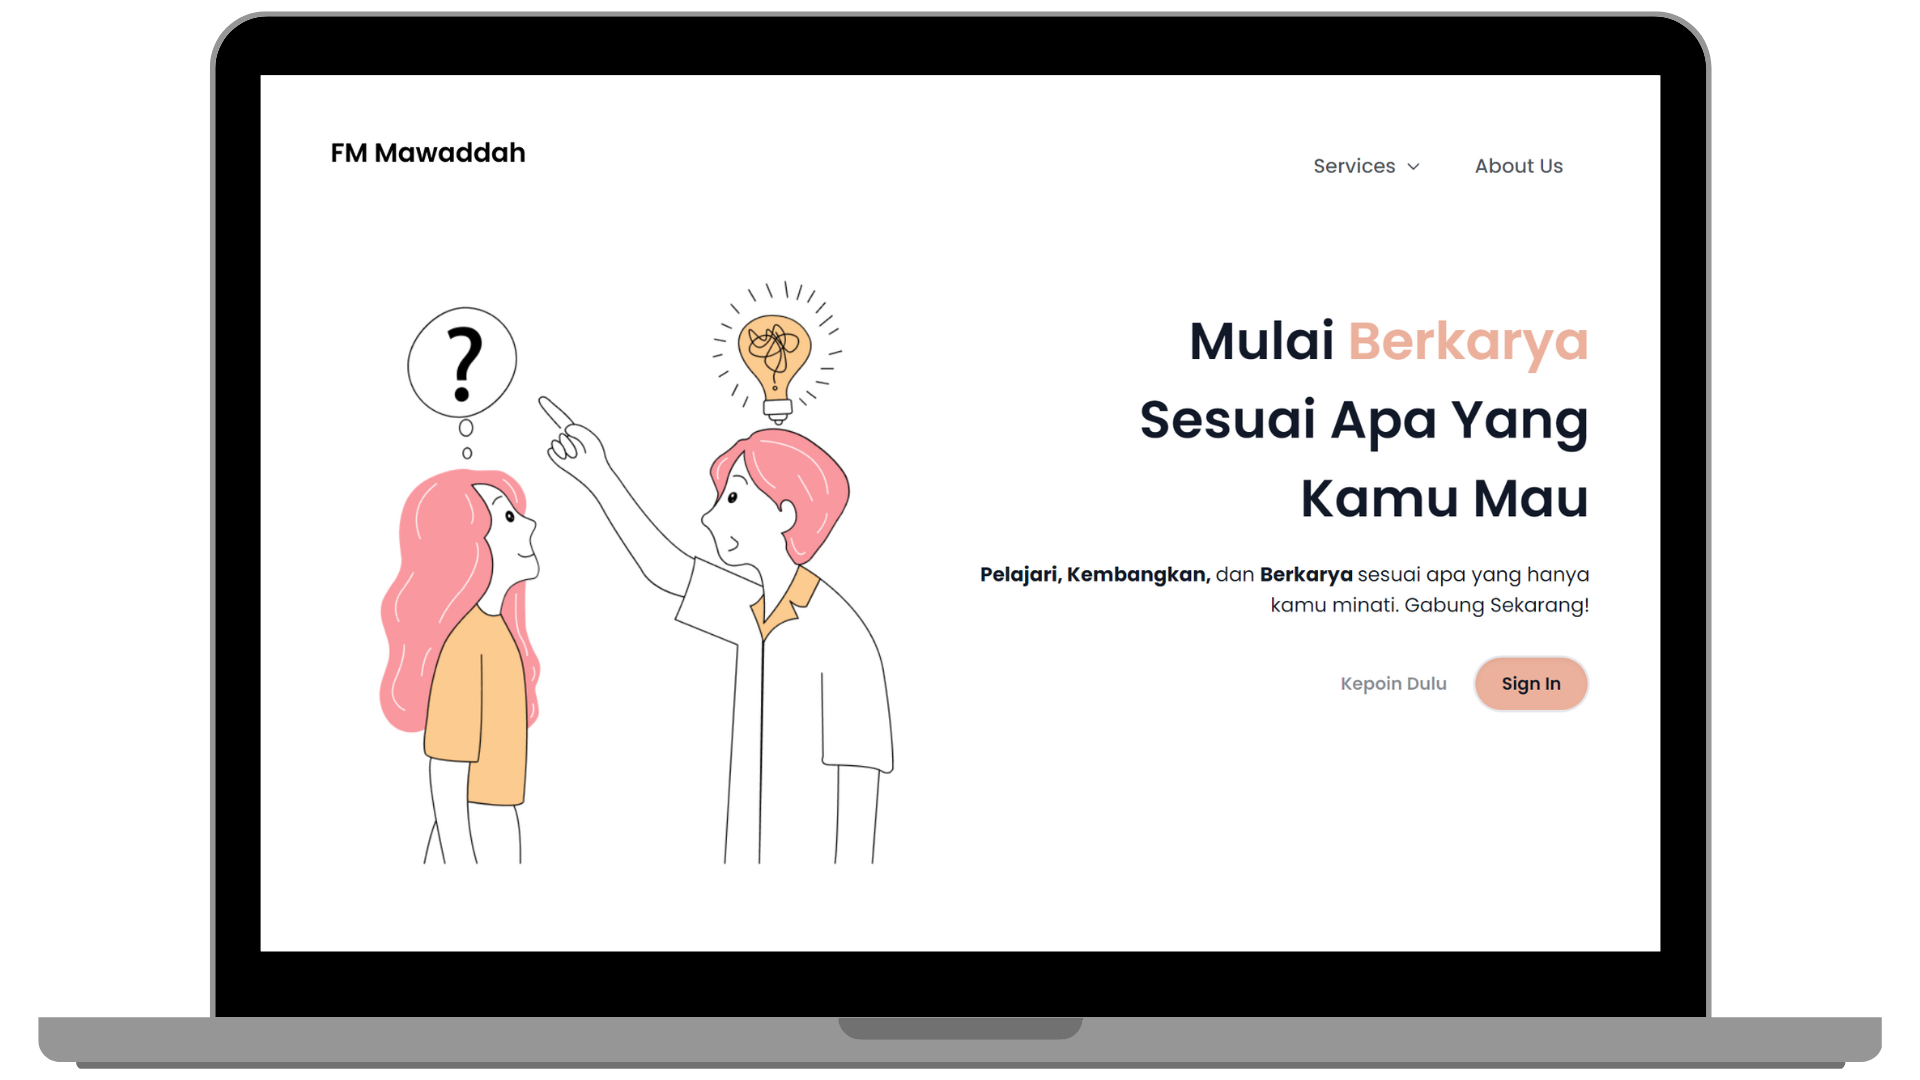 FM Mawaddah
Services
About Us
?
Mulai Berkarya
Sesuai Apa Yang
Kamu Mau
Pelajari, Kembangkan, dan Berkarya sesuai apa yang hanya
kamu minati. Gabung Sekarang!
Kepoin Dulu
Sign In